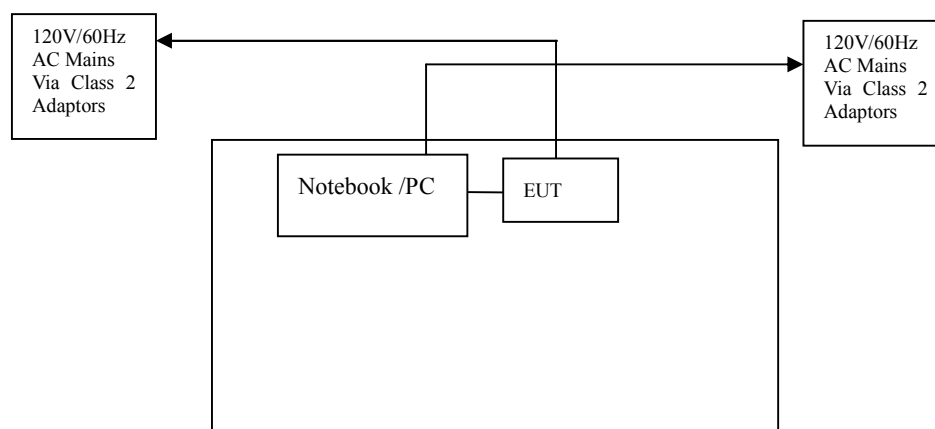 120V/60Hz
AC Mains
Via Class 2
Adaptors
120V/60Hz
AC Mains
Via Class 2
Adaptors
Notebook /PC
EUT